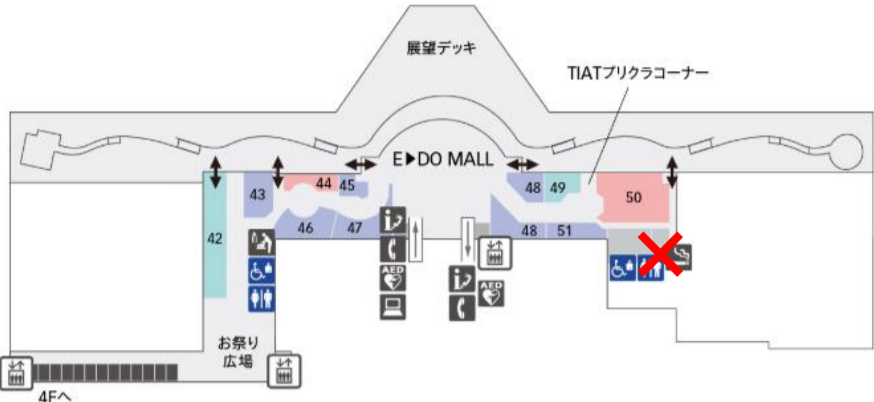 展望デッキ
TIATプリクラコーナー
E▶DO MALL
44
45
48
49
43
50
42
46
47
48
51
AED
AED
お祭り
広場
4Fへ